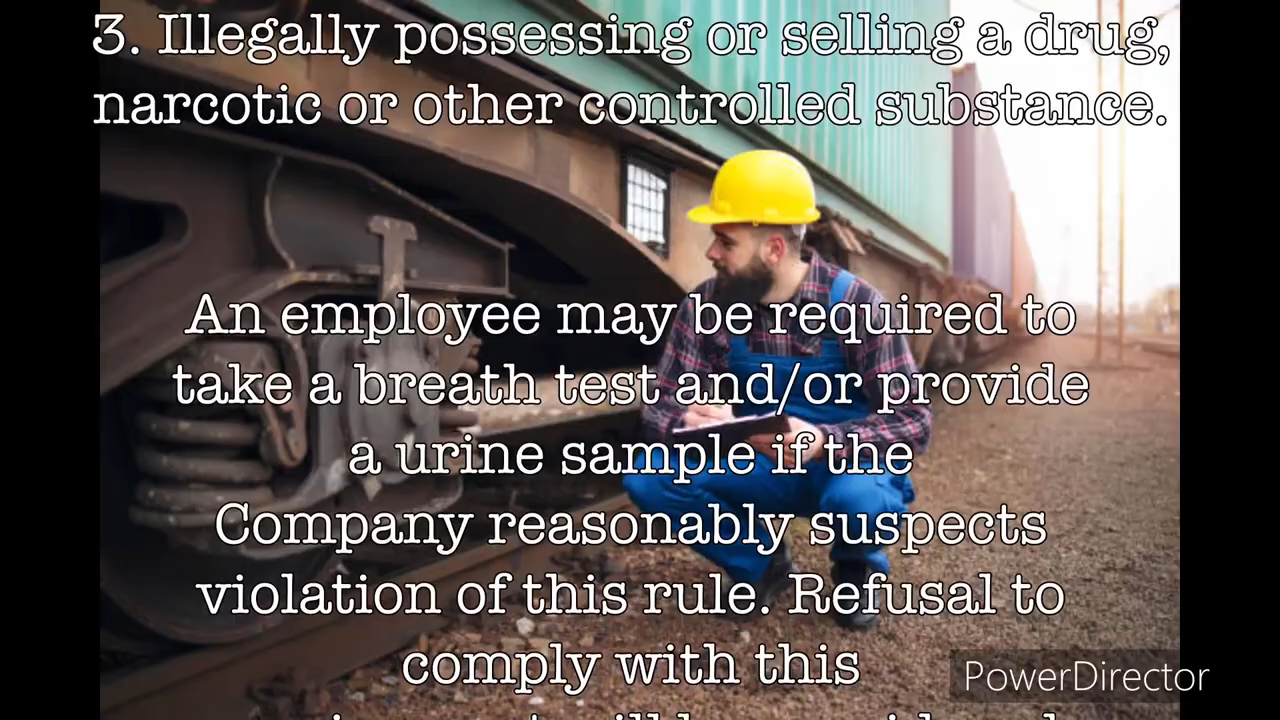 3. Illegally possessing or selling a drug,
narcotic or other controlled substance.
An employee may be required to
take a breath test and/or provide
a urine sample if the
Company reasonably suspects
violation of this rule. Refusal to
comply with this
PowerDirector